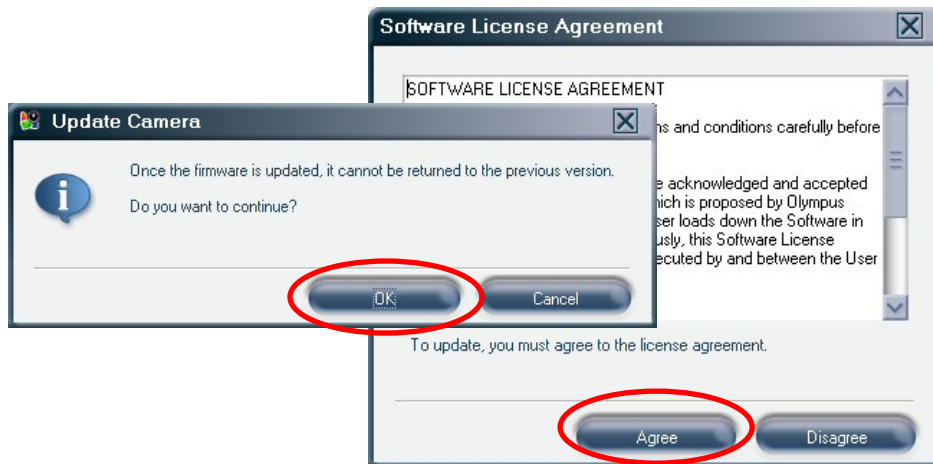 Software License Agreement
SOFTWARE LICENSE AGREEMENT
ns and conditions carefully before
e acknowledged and accepted
ich is proposed by Olympus
ser loads down the Software in
usly, this Software License
ecuted by and between the User
To update, you must agree to the license agreement.
Agree
Disagree
Update Camera
Once the firmware is updated, it cannot be returned to the previous version.
Do you want to continue?
OK
Cancel